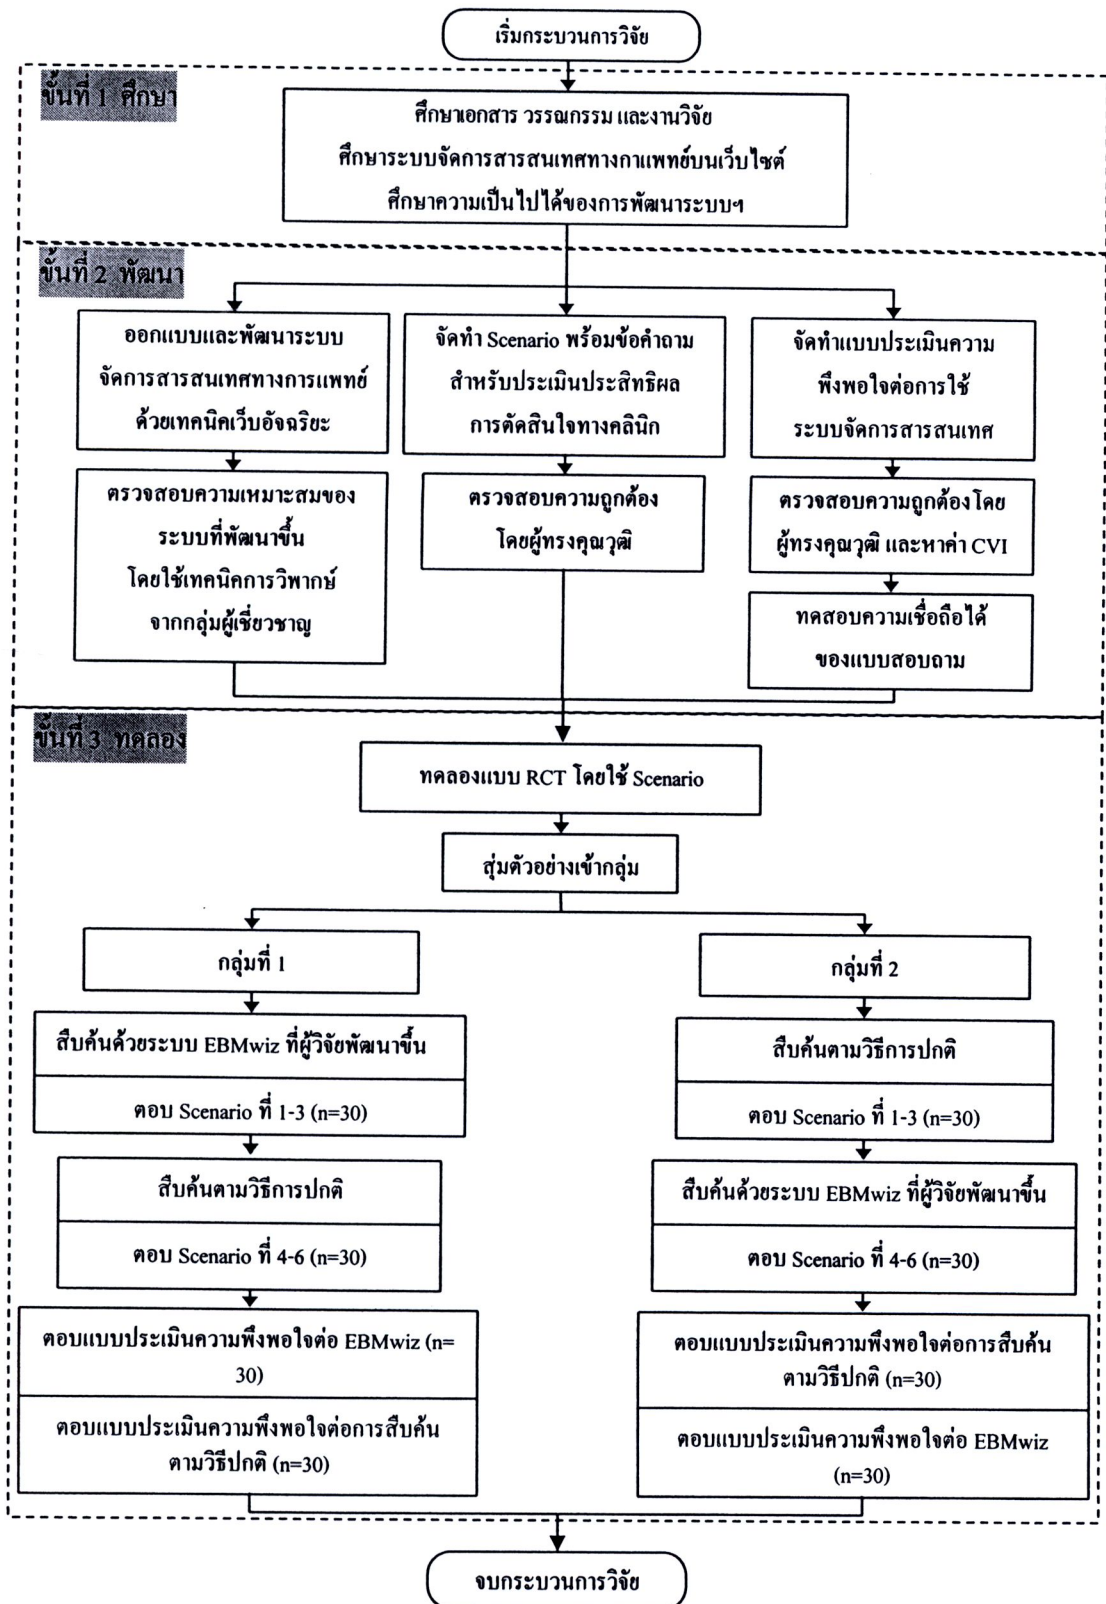 เริ่มกระบวนการวิจัย
ขั้นที่ 1 ศึกษา
ศึกษาเอกสาร วรรณกรรม และงานวิจัย
ศึกษาระบบจัดการสารสนเทศทางกาแพทย์บนเว็บไซต์
ศึกษาความเป็นไปได้ของการพัฒนาระบบฯ
ขั้นที่ 2 พัฒนา
ออกแบบและพัฒนาระบบ
จัดการสารสนเทศทางการแพทย์
ด้วยเทคนิคเว็บอัจฉริยะ
ตรวจสอบความเหมาะสมของ
ระบบที่พัฒนาขึ้น
โดยใช้เทคนิคการวิพากษ์
จากกลุ่มผู้เชี่ยวชาญ
จัดทำ Scenario พร้อมข้อคำถาม
สำหรับประเมินประสิทธิผล
การตัดสินใจทางคลินิก
ตรวจสอบความถูกต้อง
โดยผู้ทรงคุณวุฒิ
จัดทำแบบประเมินความ
พึงพอใจต่อการใช้
ระบบจัดการสารสนเทศ
ตรวจสอบความถูกต้องโดย
ผู้ทรงคุณวุฒิ และหาค่า CVI
ทดสอบความเชื่อถือได้
ของแบบสอบถาม
ขั้นที่ 3 ทดลอง
ทดลองแบบ RCT โดยใช้ Scenario
สุ่มตัวอย่างเข้ากลุ่ม
กลุ่มที่ 1
สืบค้นด้วยระบบ EBMwiz ที่ผู้วิจัยพัฒนาขึ้น
ตอบ Scenario ที่ 1-3 (n=30)
สืบค้นตามวิธีการปกติ
ตอบ Scenario ที่ 4-6 (n=30)
ตอบแบบประเมินความพึงพอใจต่อ EBMwiz (n=
30)
ตอบแบบประเมินความพึงพอใจต่อการสืบค้น
ตามวิธีปกติ (n=30)
กลุ่มที่ 2
สืบค้นตามวิธีการปกติ
ตอบ Scenario ที่ 1-3 (n=30)
สืบค้นด้วยระบบ EBMwiz ที่ผู้วิจัยพัฒนาขึ้น
ตอบ Scenario ที่ 4-6 (n=30)
ตอบแบบประเมินความพึงพอใจต่อการสืบค้น
ตามวิธีปกติ (n=30)
ตอบแบบประเมินความพึงพอใจต่อ EBMwiz
(n=30)
จบกระบวนการวิจัย